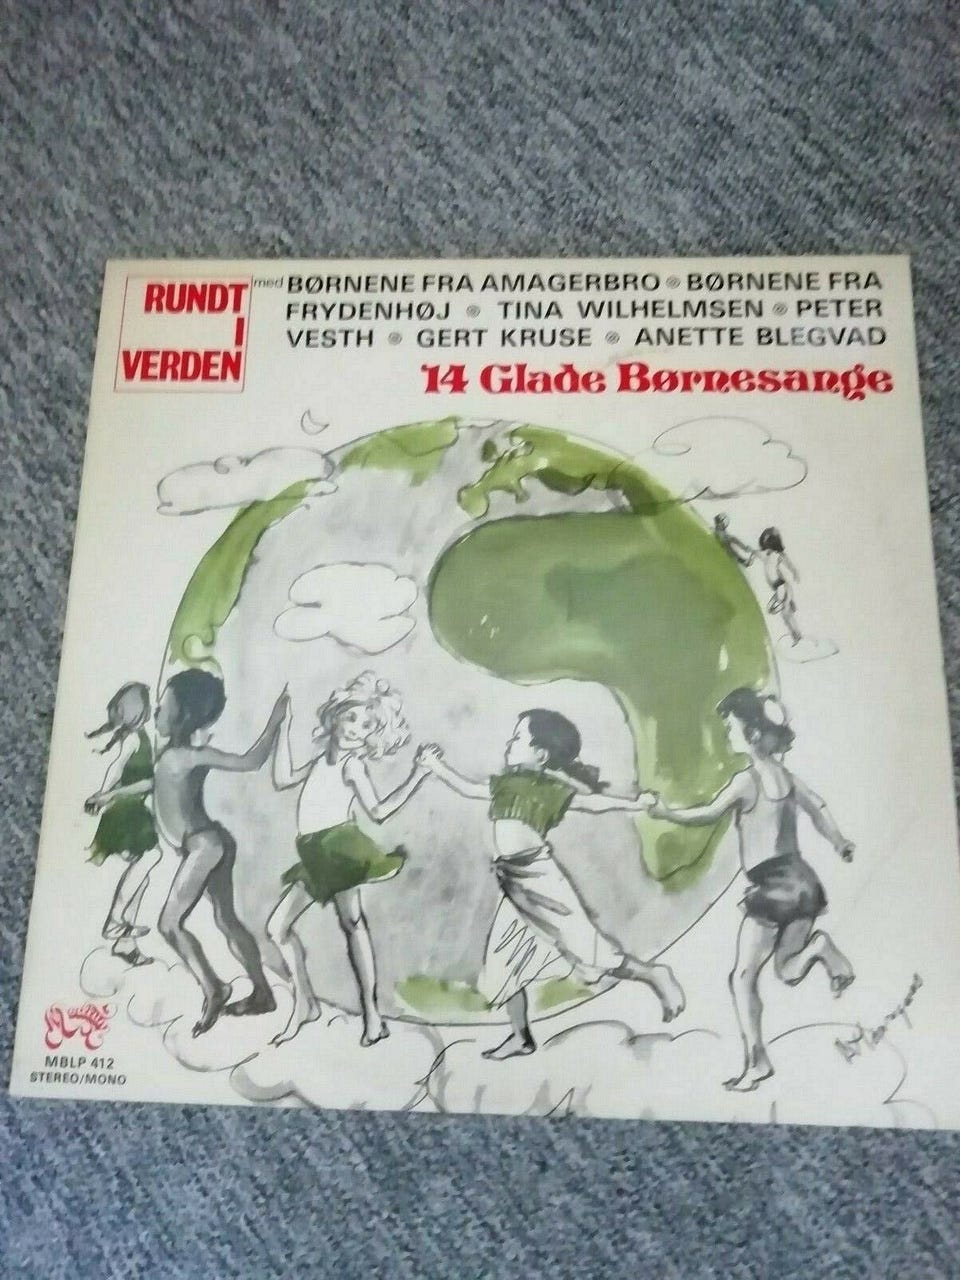 RUNDT
I
VERDEN
med BØRNENE FRA AMAGERBRO ● BØRNENE FRA
FRYDENHØJ ● TINA WILHELMSEN ● PETER
VESTH ● GERT KRUSE ● ANETTE BLEGVAD
14 Glade Børnesange
MBLP 412
STEREO/MONO